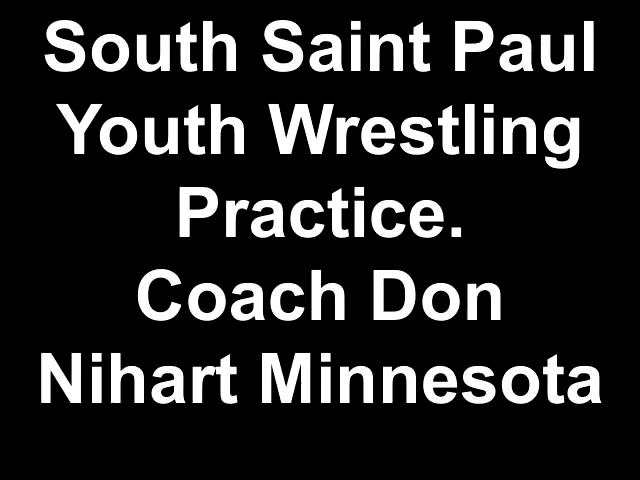 South Saint Paul
Youth Wrestling
Practice.
Coach Don
Nihart Minnesota